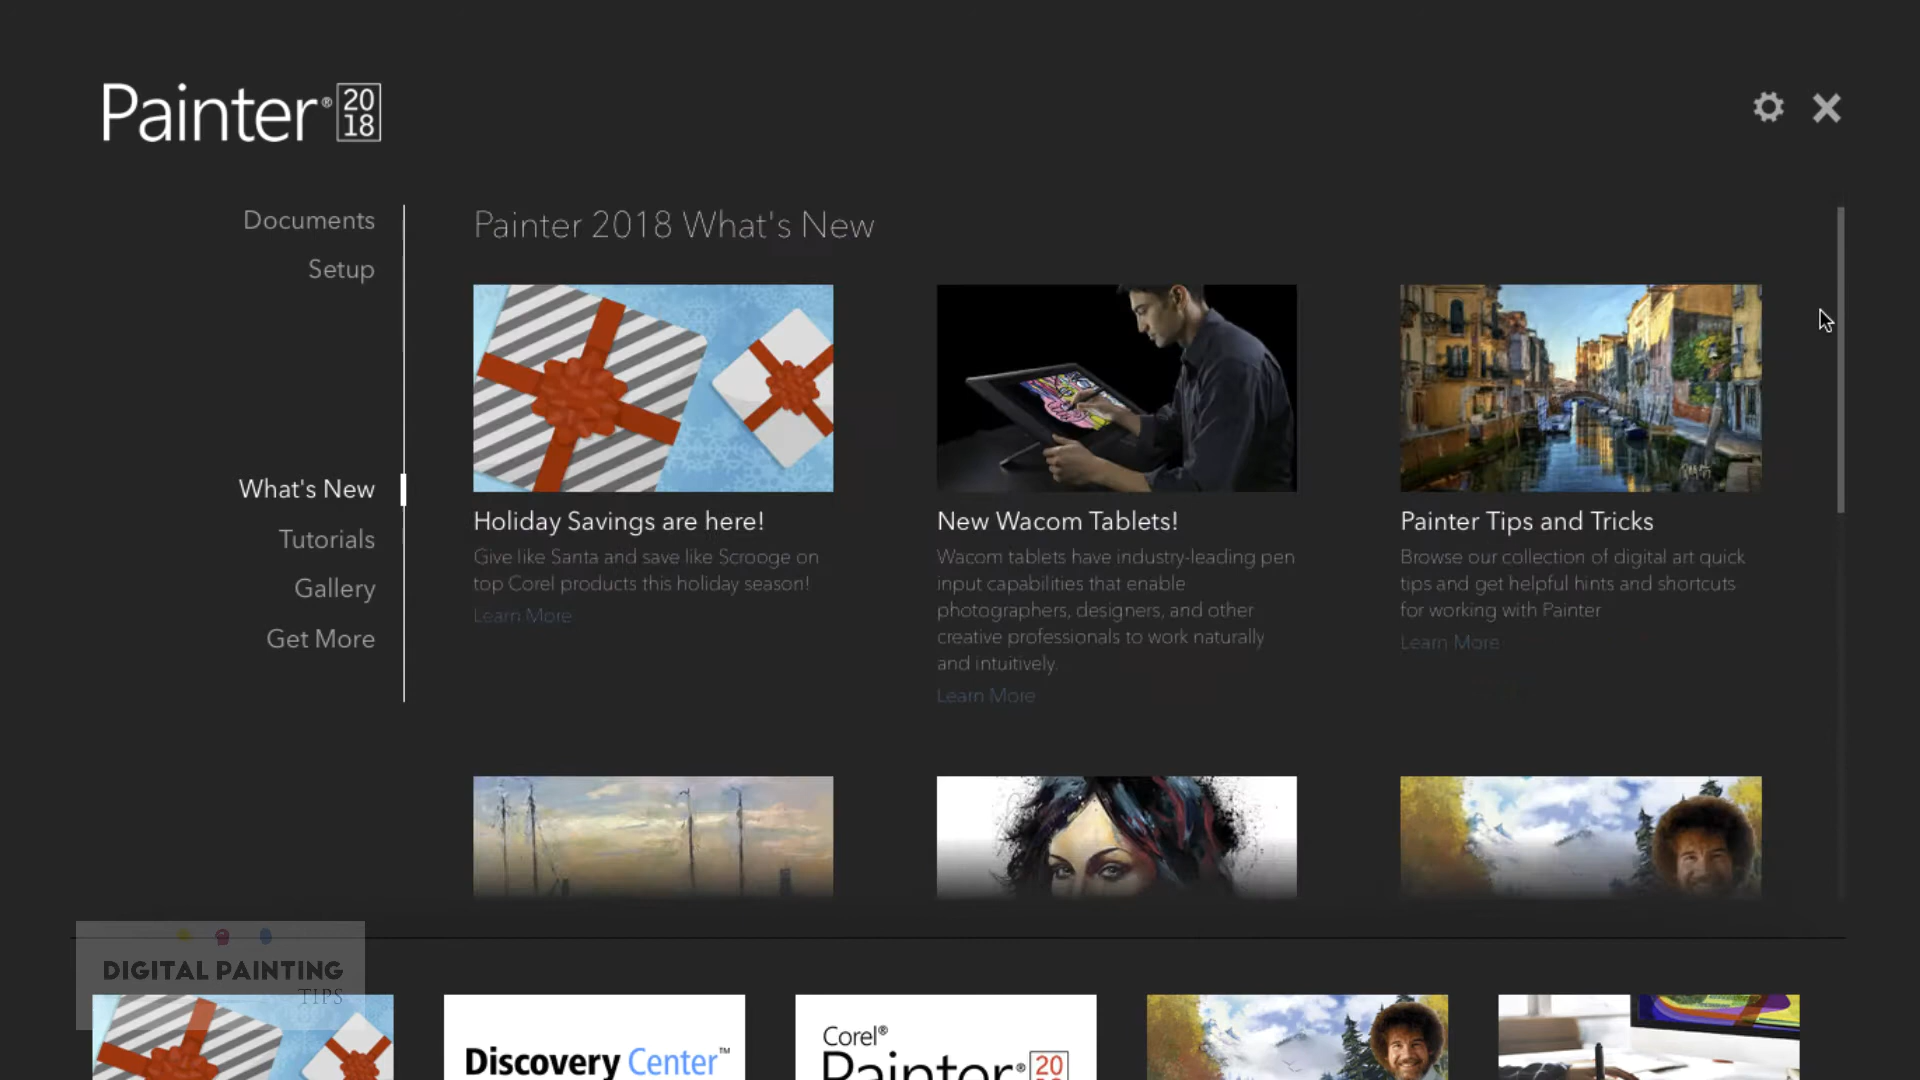 Painter® 20
18
Documents
Setup
What's New
Tutorials
Gallery
Get More
Painter 2018 What's New
Holiday Savings are here!
Give like Santa and save like Scrooge on
top Corel products this holiday season!
Learn More
New Wacom Tablets!
Wacom tablets have industry-leading pen
input capabilities that enable
photographers, designers, and other
creative professionals to work naturally
and intuitively.
Learn More
Painter Tips and Tricks
Browse our collection of digital art quick
tips and get helpful hints and shortcuts
for working with Painter
Learn More
DIGITAL PAINTING
TIPS
Discovery Center™
Corel®
Painter® 20